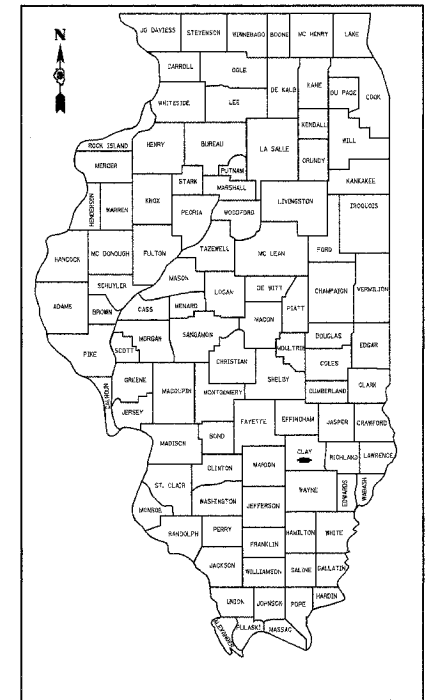 JO DAVIESS STEVENSON WINNEBAGO BOONE MC HENRY LAKE
N
CARROLL OGLE
DE KALB KANE DU PAGE COOK
WHITESIDE LEE
KENDALL
WILL
ROCK ISLAND HENRY BUREAU LA SALLE
GRUNDY
MERCER PUTNAM
KANKAKEE
STARK MARSHALL
HENDERSON WARREN KNOX LIVINGSTON IROQUOIS
PEORIA WOODFORD
HANCOCK MC DONOUGH FULTON TAZEWELL MC LEAN FORD
MASON
SCHUYLER LOGAN DE WITT CHAMPAIGN VERMILION
ADAMS BROWN CASS MENARD PIATT
MACON
MORGAN SANGAMON DOUGLAS EDGAR
PIKE SCOTT MOULTRIE
CHRISTIAN COLES
GREENE SHELBY
CALHOUN MACOUPIN MONTGOMERY CUMBERLAND CLARK
JERSEY
FAYETTE EFFINGHAM JASPER CRAWFORD
MADISON BOND
CLAY RICHLAND LAWRENCE
CLINTON MARION
ST. CLAIR WAYNE EDWARDS WABASH
WASHINGTON JEFFERSON
MONROE
RANDOLPH PERRY HAMILTON WHITE
FRANKLIN
JACKSON WILLIAMSON SALINE GALLATIN
UNION JOHNSON POPE HARDIN
ALEXANDER PULASKI MASSAC